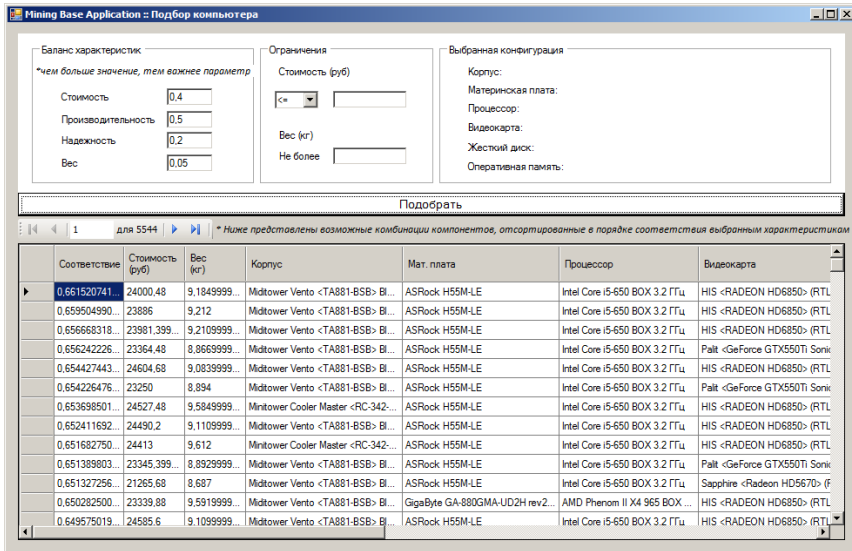 Mining Base Application :: Подбор компьютера
Баланс характеристик
*чем больше значение, тем важнее параметр
Стоимость 0,4
Производительность 0,5
Надежность 0,2
Вес 0,05
Ограничения
Стоимость (руб)
<=
Вес (кг)
Не более
Выбранная конфигурация
Корпус:
Материнская плата:
Процессор:
Видеокарта:
Жесткий диск:
Оперативная память:
Подобрать
1 для 5544 * Ниже представлены возможные комбинации компонентов, отсортированные в порядке соответствия выбранным характеристикам
Соответствие Стоимость (руб) Вес (кг) Корпус Мат. плата Процессор Видеокарта
0,661520741... 24000,48 9,1849999... Miditower Vento <TA881-BSB> Bl... ASRock H55M-LE Intel Core i5-650 BOX 3.2 ГГц HIS <RADEON HD6850> (RTL
0,659504990... 23886 9,212 Miditower Vento <TA881-BSB> Bl... ASRock H55M-LE Intel Core i5-650 BOX 3.2 ГГц HIS <RADEON HD6850> (RTL
0,656668318... 23981,399... 9,2109999... Miditower Vento <TA881-BSB> Bl... ASRock H55M-LE Intel Core i5-650 BOX 3.2 ГГц HIS <RADEON HD6850> (RTL
0,656242226... 23364,48 8,8669999... Miditower Vento <TA881-BSB> Bl... ASRock H55M-LE Intel Core i5-650 BOX 3.2 ГГц Palit <GeForce GTX550Ti Sonic
0,654427443... 24604,68 9,0839999... Miditower Vento <TA881-BSB> Bl... ASRock H55M-LE Intel Core i5-650 BOX 3.2 ГГц HIS <RADEON HD6850> (RTL
0,654226476... 23250 8,894 Miditower Vento <TA881-BSB> Bl... ASRock H55M-LE Intel Core i5-650 BOX 3.2 ГГц Palit <GeForce GTX550Ti Sonic
0,653698501... 24527,48 9,5849999... Minitower Cooler Master <RC-342-... ASRock H55M-LE Intel Core i5-650 BOX 3.2 ГГц HIS <RADEON HD6850> (RTL
0,652411692... 24490,2 9,1109999... Miditower Vento <TA881-BSB> Bl... ASRock H55M-LE Intel Core i5-650 BOX 3.2 ГГц HIS <RADEON HD6850> (RTL
0,651682750... 24413 9,612 Minitower Cooler Master <RC-342-... ASRock H55M-LE Intel Core i5-650 BOX 3.2 ГГц HIS <RADEON HD6850> (RTL
0,651389803... 23345,399... 8,8929999... Miditower Vento <TA881-BSB> Bl... ASRock H55M-LE Intel Core i5-650 BOX 3.2 ГГц Palit <GeForce GTX550Ti Sonic
0,651327256... 21265,68 8,687 Miditower Vento <TA881-BSB> Bl... ASRock H55M-LE Intel Core i5-650 BOX 3.2 ГГц Sapphire <Radeon HD5670> (F
0,650282500... 23339,88 9,5919999... Miditower Vento <TA881-BSB> Bl... GigaByte GA-880GMA-UD2H rev2... AMD Phenom II X4 965 BOX ... HIS <RADEON HD6850> (RTL
0,649575019... 24585,6 9,1099999... Miditower Vento <TA881-BSB> Bl... ASRock H55M-LE Intel Core i5-650 BOX 3.2 ГГц HIS <RADEON HD6850> (RTL